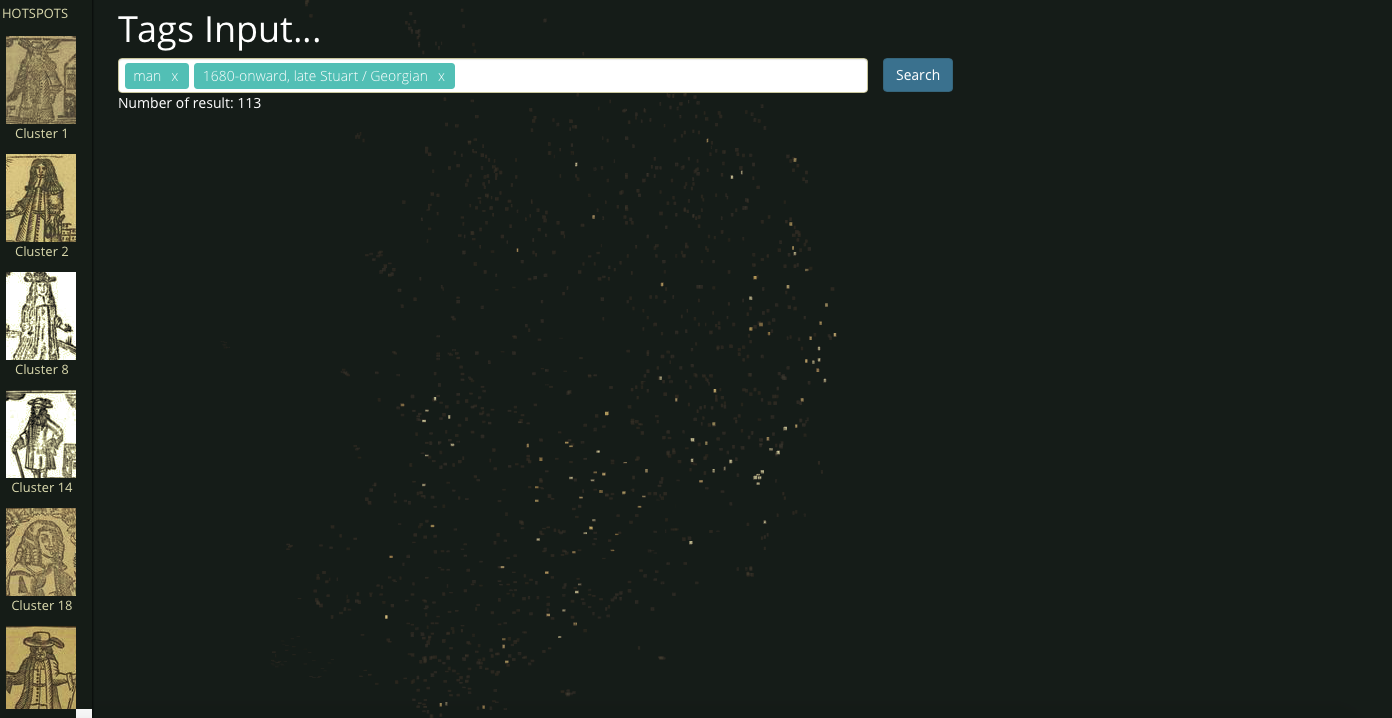 HOTSPOTS
Cluster 1
Cluster 2
Cluster 8
Cluster 14
Cluster 18
Tags Input...
man x 1680-onward, late Stuart / Georgian x
Search
Number of result: 113